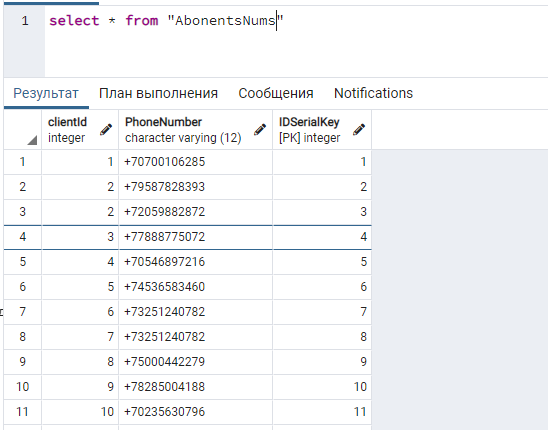 1 select * from "AbonentsNums"
Результат План выполнения Сообщения Notifications
clientId PhoneNumber IDSerialKey
integer character varying (12) [PK] integer
1 1 +70700106285 1
2 2 +79587828393 2
3 2 +72059882872 3
4 3 +77888775072 4
5 4 +70546897216 5
6 5 +74536583460 6
7 6 +73251240782 7
8 7 +73251240782 8
9 8 +75000442279 9
10 9 +78285004188 10
11 10 +70235630796 11